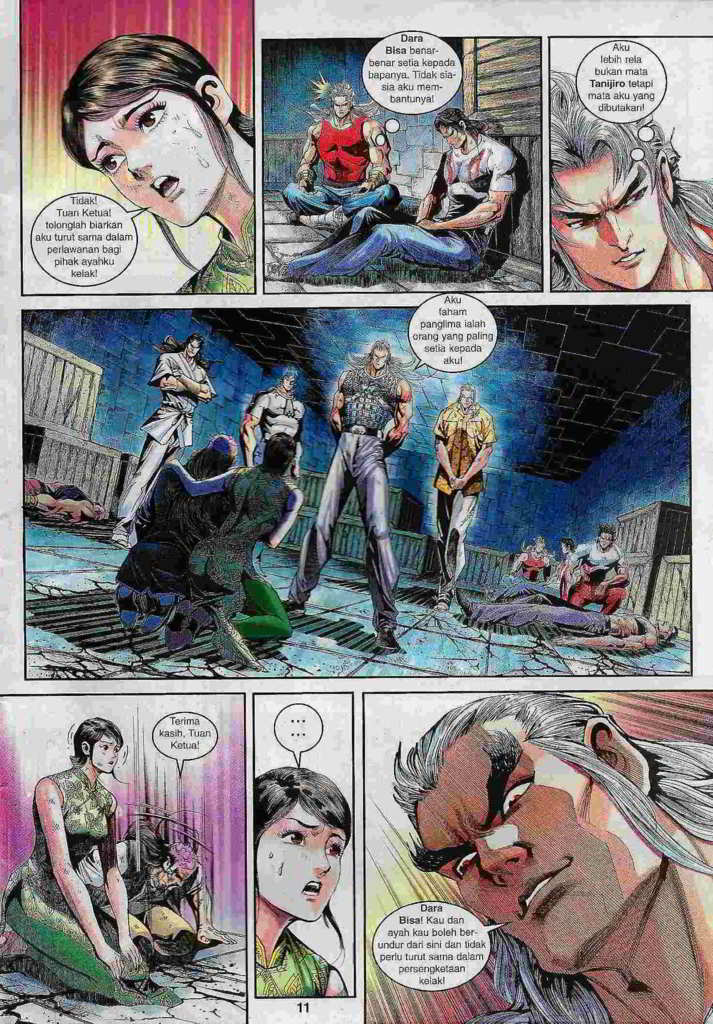 Tidak!
Tuan Ketua!
tolonglah biarkan
aku turut sama dalam
perlawanan bagi
pihak ayahku
kelak!
Dara
Bisa benar-
benar setia kepada
bapanya. Tidak sia-
sia aku mem-
bantunya!
Aku
lebih rela
bukan mata
Tanijiro tetapi
mata aku yang
dibutakan!
Aku
faham
panglima ialah
orang yang paling
setia kepada
aku!
Terima
kasih, Tuan
Ketua!
...
...
Dara
Bisa! Kau dan
ayah kau boleh ber-
undur dari sini dan tidak
perlu turut sama dalam
persengketaan
kelak!
11